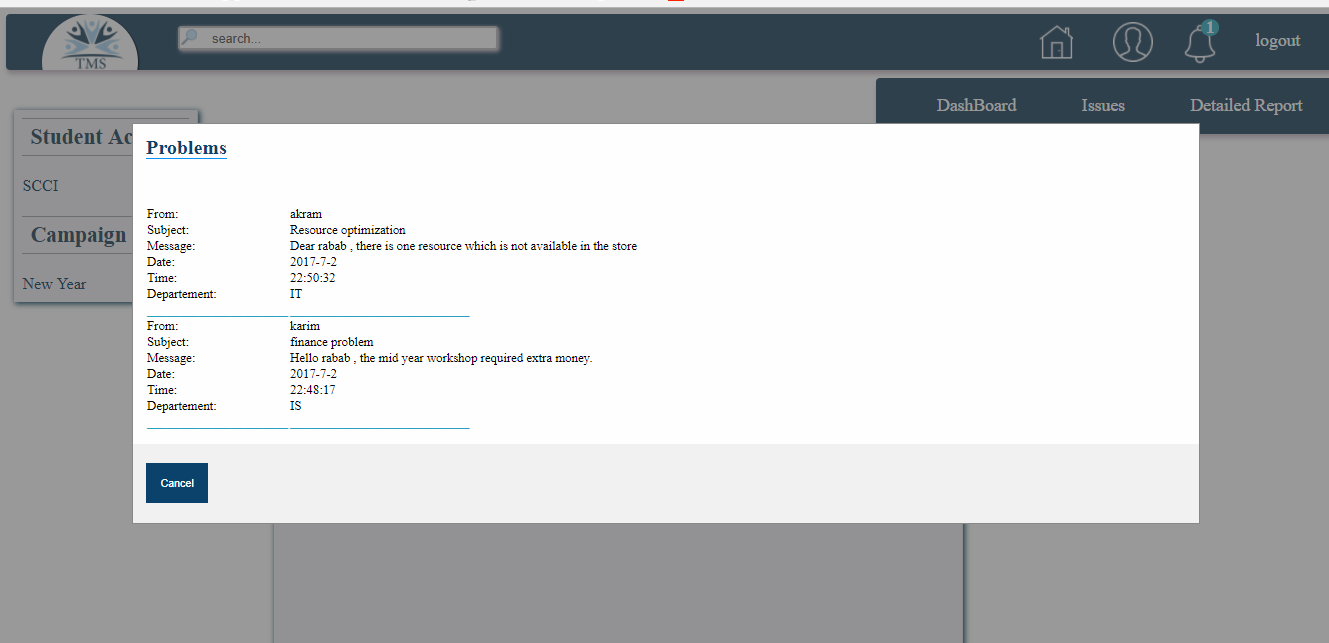 TMS
search...
1
logout
DashBoard Issues Detailed Report
Student Ac
SCCI
Campaign
New Year
Problems
From: akram
Subject: Resource optimization
Message: Dear rabab , there is one resource which is not available in the store
Date: 2017-7-2
Time: 22:50:32
Departement: IT
From: karim
Subject: finance problem
Message: Hello rabab , the mid year workshop required extra money.
Date: 2017-7-2
Time: 22:48:17
Departement: IS
Cancel